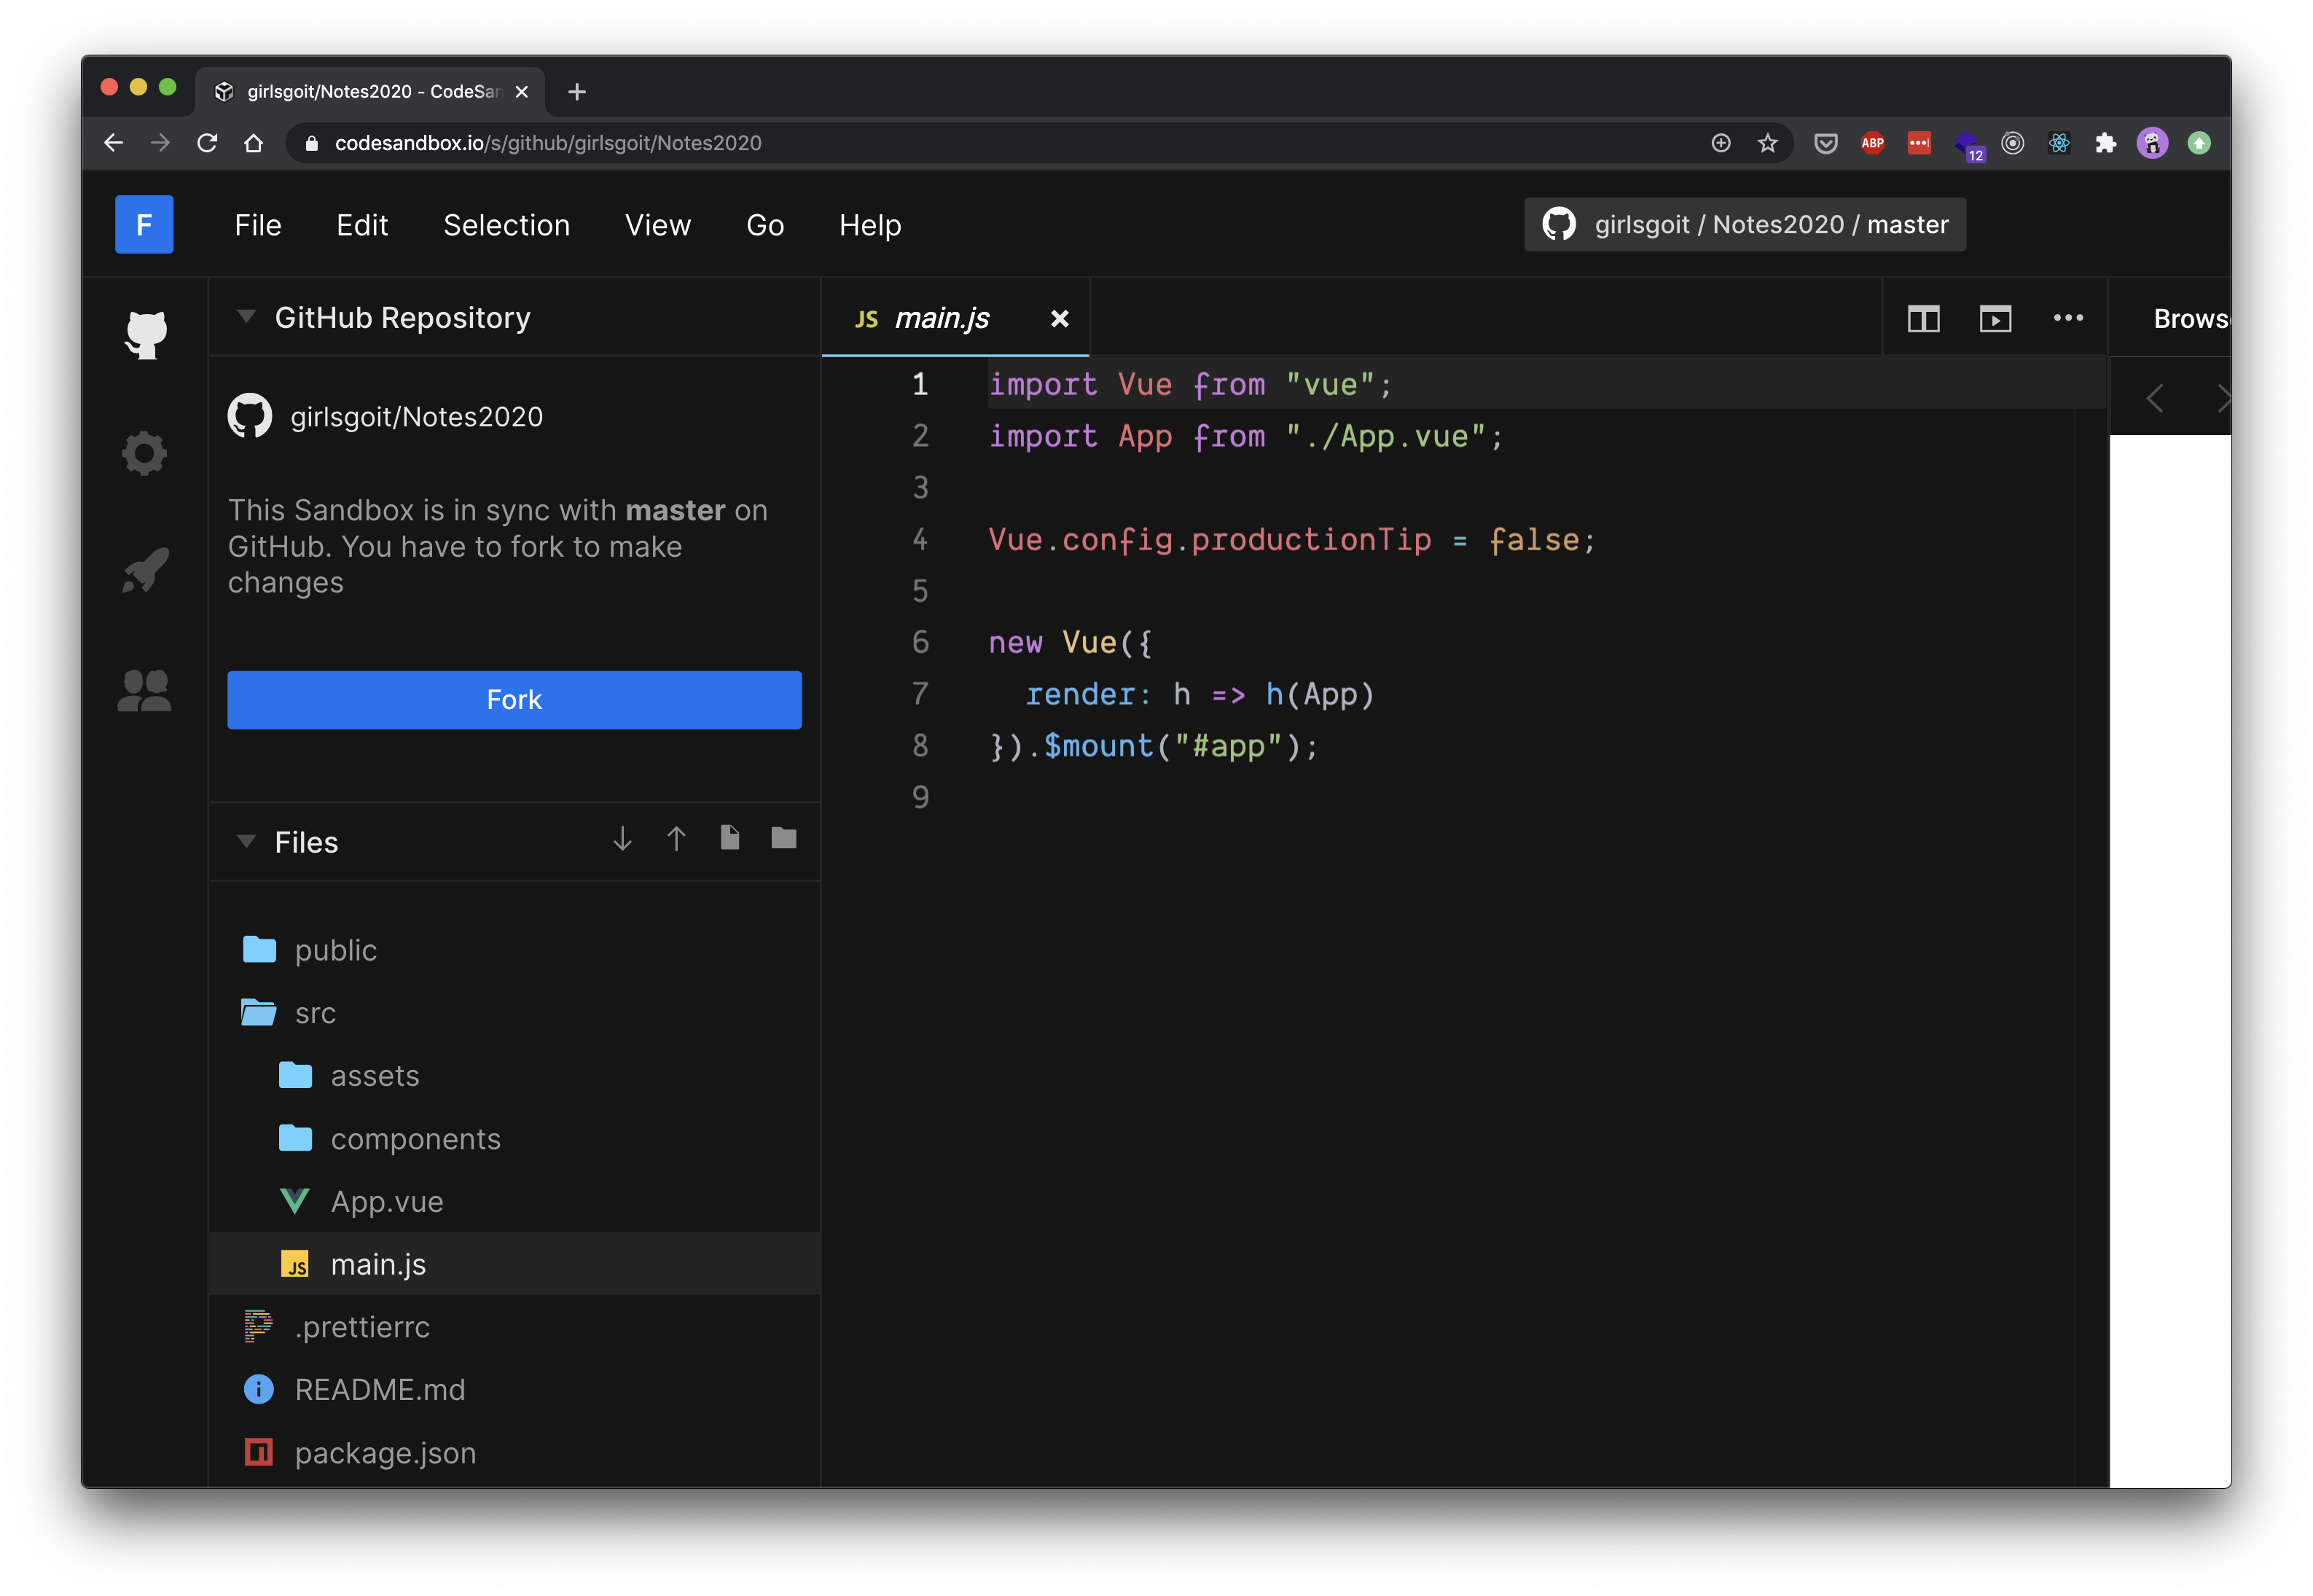 girlsgoit/Notes2020 - CodeSan
codesandbox.io/s/github/girlsgoit/Notes2020
ABP
12
F
File Edit Selection View Go Help
girlsgoit / Notes2020 / master
GitHub Repository
JS main.js
Brows
girlsgoit/Notes2020
This Sandbox is in sync with master on
GitHub. You have to fork to make
changes
Fork
Files
public
src
assets
components
App.vue
JS main.js
.prettierrc
README.md
package.json
1 import Vue from "vue";
2 import App from "./App.vue";
3
4 Vue.config.productionTip = false;
5
6 new Vue({
7   render: h => h(App)
8 }).$mount("#app");
9